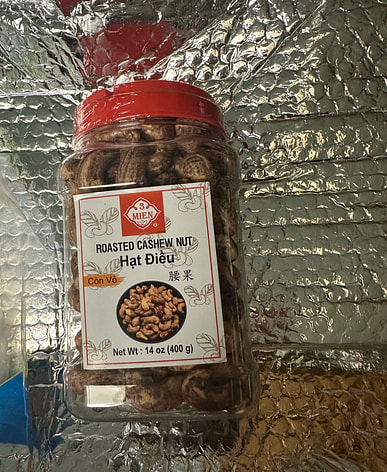 3
MIEN
ROASTED CASHEW NUT
Hạt Điều
Còn Vỏ
腰果
Net Wt : 14 oz (400 g)